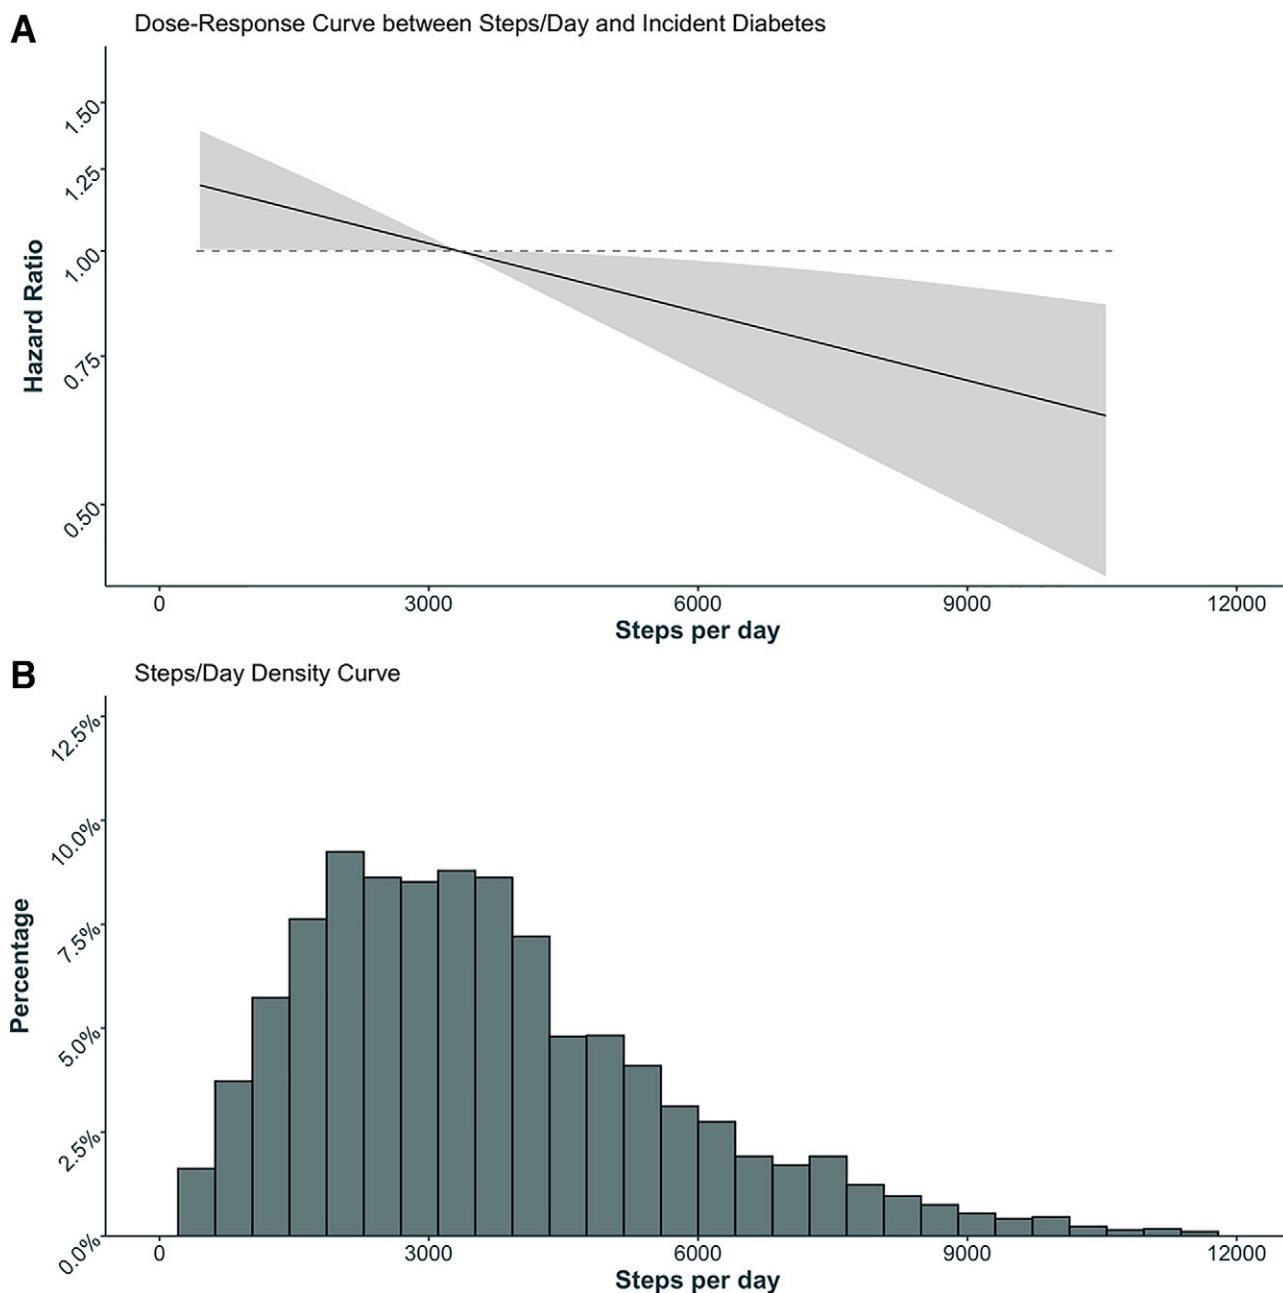 A
Dose-Response Curve between Steps/Day and Incident Diabetes
1.50
1.25
1.00
0.75
0.50
Hazard Ratio
0 3000 6000 9000 12000
Steps per day
B
Steps/Day Density Curve
12.5%
10.0%
7.5%
5.0%
2.5%
0.0%
Percentage
0 3000 6000 9000 12000
Steps per day